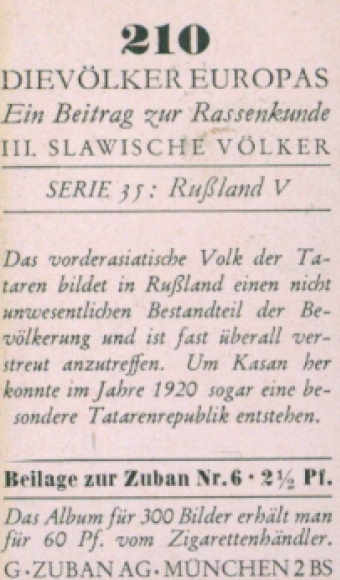 210
DIE VÖLKER EUROPAS
Ein Beitrag zur Rassenkunde
III. SLAWISCHE VÖLKER
SERIE 35: Rußland V
Das vorderasiatische Volk der Ta-
taren bildet in Rußland einen nicht
unwesentlichen Bestandteil der Be-
völkerung und ist fast überall ver-
streut anzutreffen. Um Kasan her
konnte im Jahre 1920 sogar eine be-
sondere Tatarenrepublik entstehen.
Beilage zur Zuban Nr. 6 · 2½ Pf.
Das Album für 300 Bilder erhält man
für 60 Pf. vom Zigarettenhändler.
G · ZUBAN AG · MÜNCHEN 2 BS